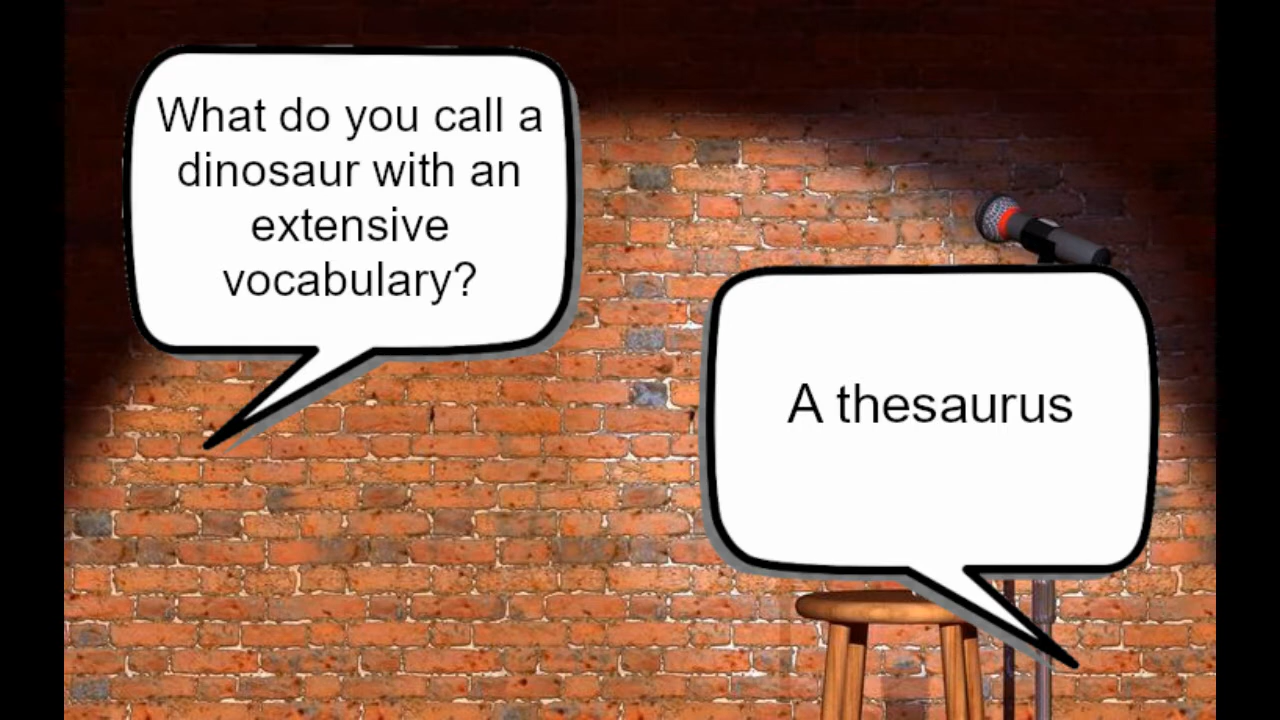 What do you call a
dinosaur with an
extensive
vocabulary?
A thesaurus